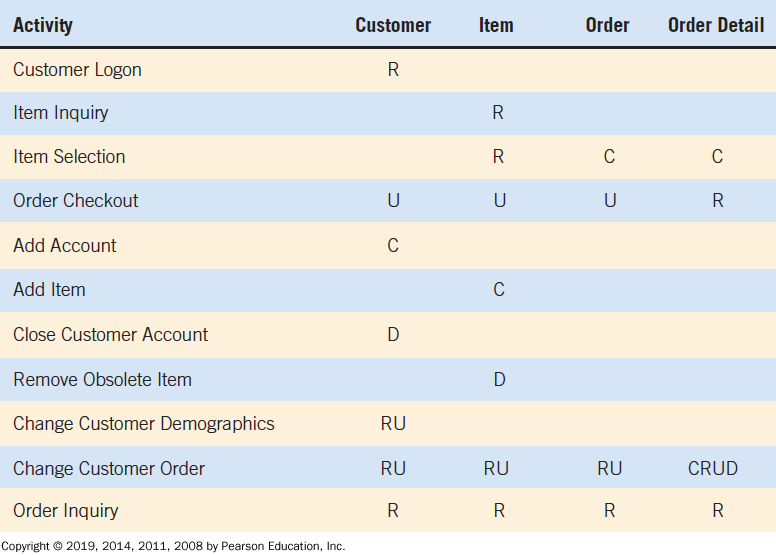 Activity Customer Item Order Order Detail
Customer Logon R
Item Inquiry R
Item Selection R C C
Order Checkout U U U R
Add Account C
Add Item C
Close Customer Account D
Remove Obsolete Item D
Change Customer Demographics RU
Change Customer Order RU RU RU CRUD
Order Inquiry R R R R
Copyright © 2019, 2014, 2011, 2008 by Pearson Education, Inc.